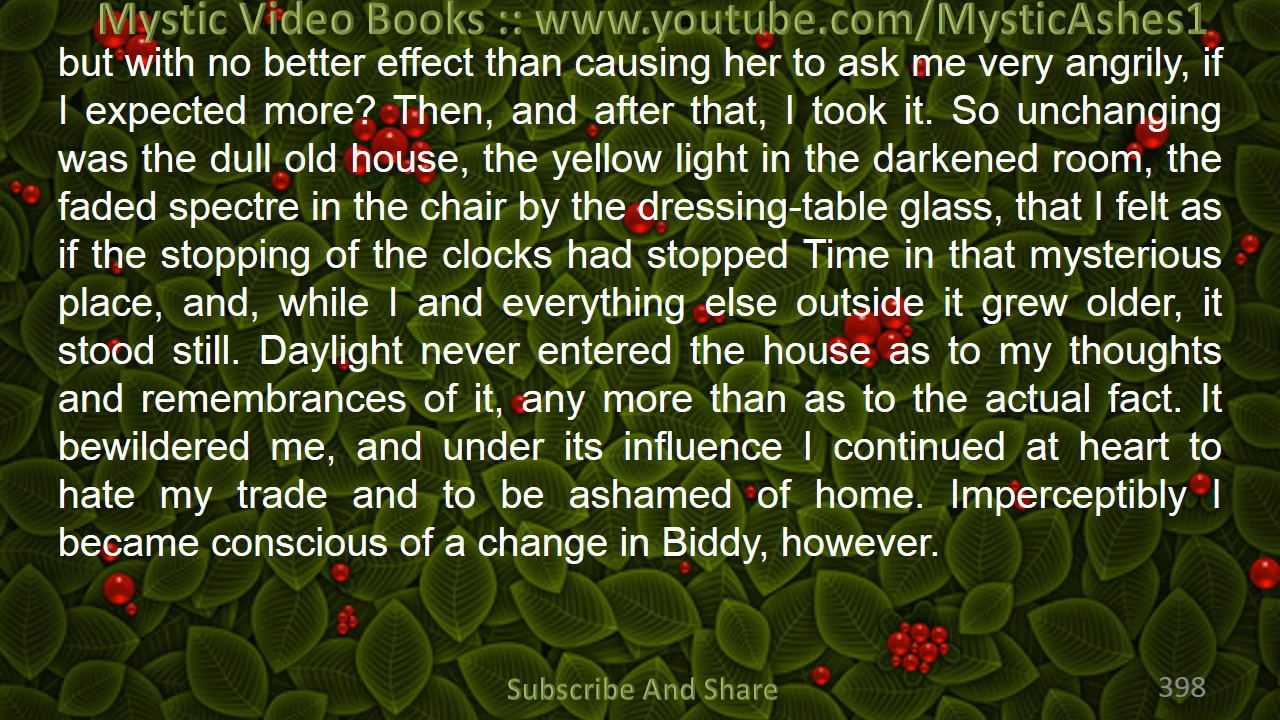 Mystic Video Books :: www.youtube.com/MysticAshes1
but with no better effect than causing her to ask me very angrily, if
I expected more? Then, and after that, I took it. So unchanging
was the dull old house, the yellow light in the darkened room, the
faded spectre in the chair by the dressing-table glass, that I felt as
if the stopping of the clocks had stopped Time in that mysterious
place, and, while I and everything else outside it grew older, it
stood still. Daylight never entered the house as to my thoughts
and remembrances of it, any more than as to the actual fact. It
bewildered me, and under its influence I continued at heart to
hate my trade and to be ashamed of home. Imperceptibly I
became conscious of a change in Biddy, however.
Subscribe And Share
398